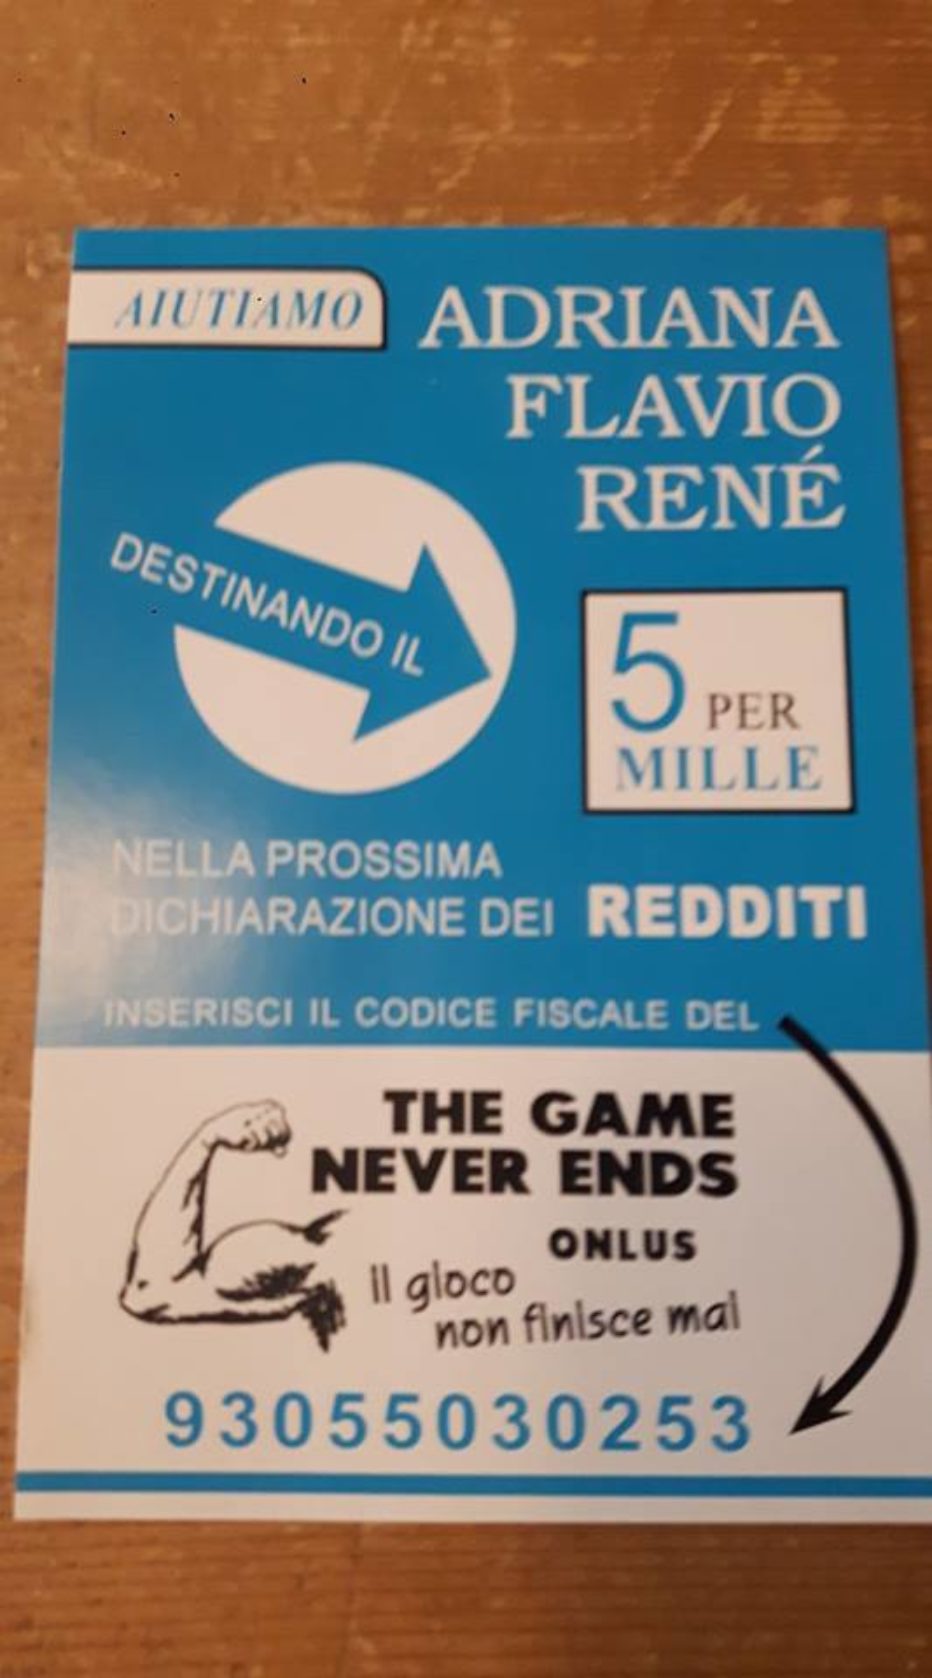 AIUTIAMO
ADRIANA
FLAVIO
RENÉ
DESTINANDO IL
5 PER
MILLE
NELLA PROSSIMA
DICHIARAZIONE DEI REDDITI
INSERISCI IL CODICE FISCALE DEL
THE GAME
NEVER ENDS
ONLUS
Il gioco
non finisce mai
93055030253